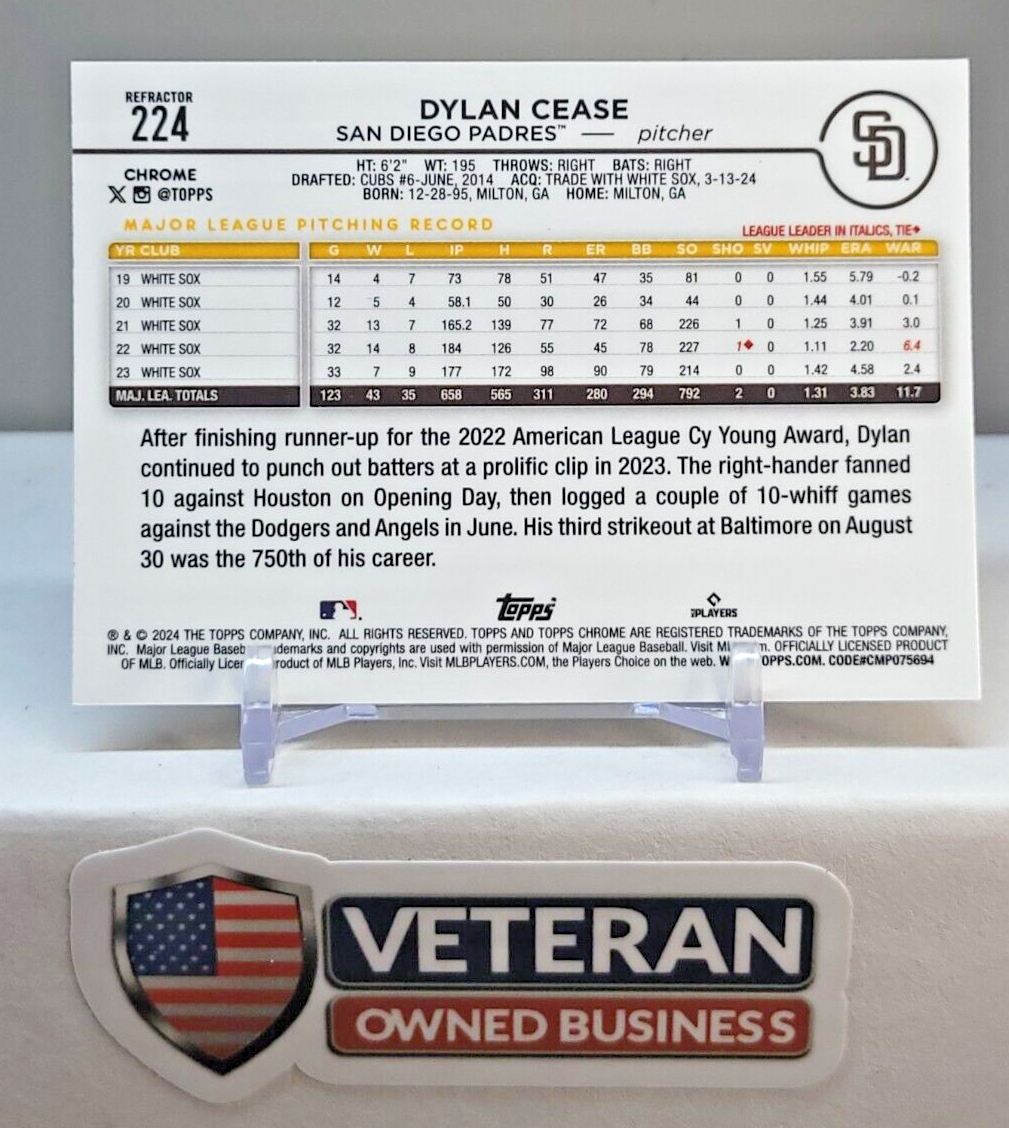 REFRACTOR
224
DYLAN CEASE
SAN DIEGO PADRES™ — pitcher
SD
CHROME
X @TOPPS
HT: 6'2" WT: 195 THROWS: RIGHT BATS: RIGHT
DRAFTED: CUBS #6-JUNE, 2014 ACQ: TRADE WITH WHITE SOX, 3-13-24
BORN: 12-28-95, MILTON, GA HOME: MILTON, GA
MAJOR LEAGUE PITCHING RECORD
LEAGUE LEADER IN ITALICS, TIE♦
YR CLUB G W L IP H R ER BB SO SHO SV WHIP ERA WAR
19 WHITE SOX 14 4 7 73 78 51 47 35 81 0 0 1.55 5.79 -0.2
20 WHITE SOX 12 5 4 58.1 50 30 26 34 44 0 0 1.44 4.01 0.1
21 WHITE SOX 32 13 7 165.2 139 77 72 68 226 1 0 1.25 3.91 3.0
22 WHITE SOX 32 14 8 184 126 55 45 78 227 1♦ 0 1.11 2.20 6.4
23 WHITE SOX 33 7 9 177 172 98 90 79 214 0 0 1.42 4.58 2.4
MAJ. LEA. TOTALS 123 43 35 658 565 311 280 294 792 2 0 1.31 3.83 11.7
After finishing runner-up for the 2022 American League Cy Young Award, Dylan
continued to punch out batters at a prolific clip in 2023. The right-hander fanned
10 against Houston on Opening Day, then logged a couple of 10-whiff games
against the Dodgers and Angels in June. His third strikeout at Baltimore on August
30 was the 750th of his career.
Topps
PLAYERS
® & © 2024 THE TOPPS COMPANY, INC. ALL RIGHTS RESERVED. TOPPS AND TOPPS CHROME ARE REGISTERED TRADEMARKS OF THE TOPPS COMPANY,
INC. Major League Baseb demarks and copyrights are used with permission of Major League Baseball. Visit ML m. OFFICIALLY LICENSED PRODUCT
OF MLB. Officially Licen roduct of MLB Players, Inc. Visit MLBPLAYERS.COM, the Players Choice on the web. W OPPS.COM. CODE#CMP075694
VETERAN
OWNED BUSINESS